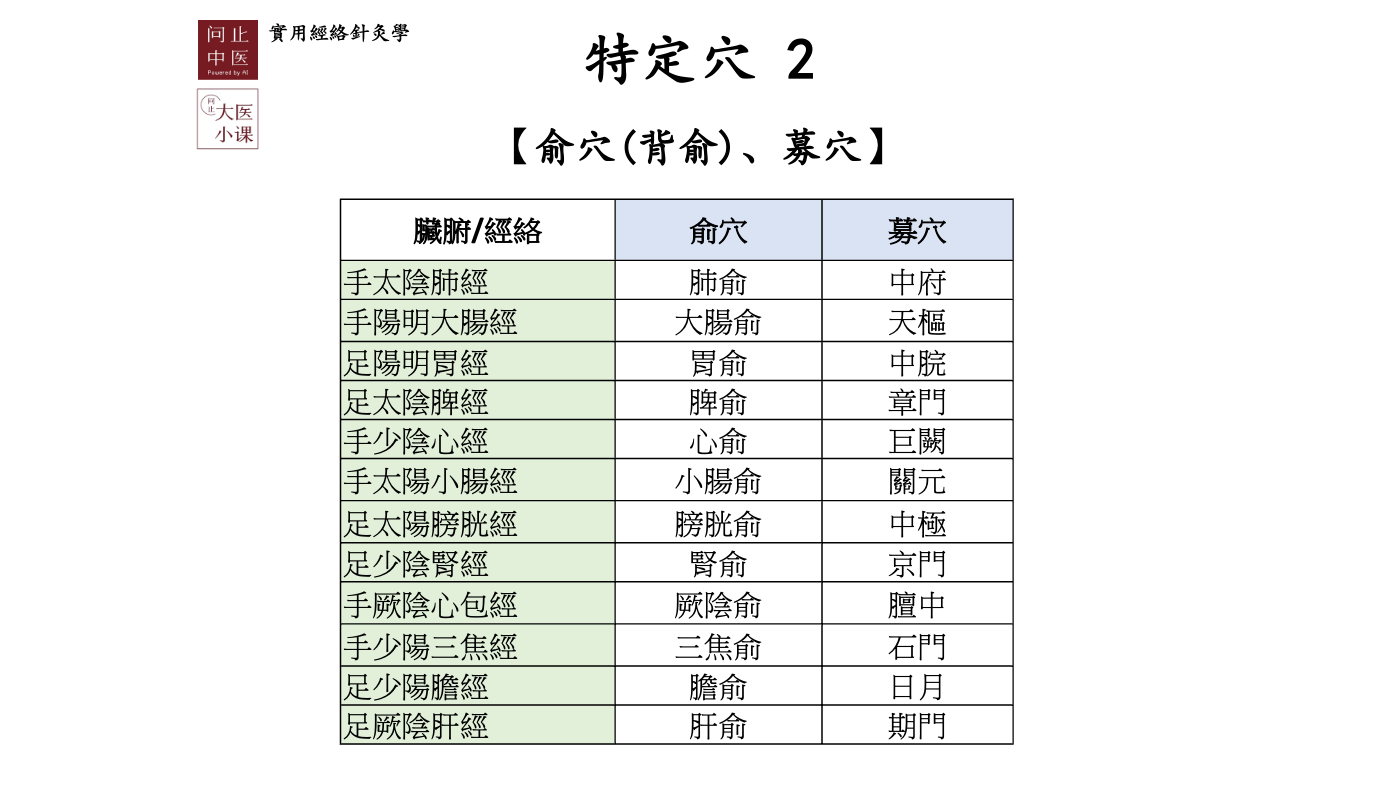 问止
中医
Powered by AI
實用經絡針灸學
问止
大医
小课
特定穴 2
【俞穴(背俞)、募穴】
臟腑/經絡 俞穴 募穴
手太陰肺經 肺俞 中府
手陽明大腸經 大腸俞 天樞
足陽明胃經 胃俞 中脘
足太陰脾經 脾俞 章門
手少陰心經 心俞 巨闕
手太陽小腸經 小腸俞 關元
足太陽膀胱經 膀胱俞 中極
足少陰腎經 腎俞 京門
手厥陰心包經 厥陰俞 膻中
手少陽三焦經 三焦俞 石門
足少陽膽經 膽俞 日月
足厥陰肝經 肝俞 期門